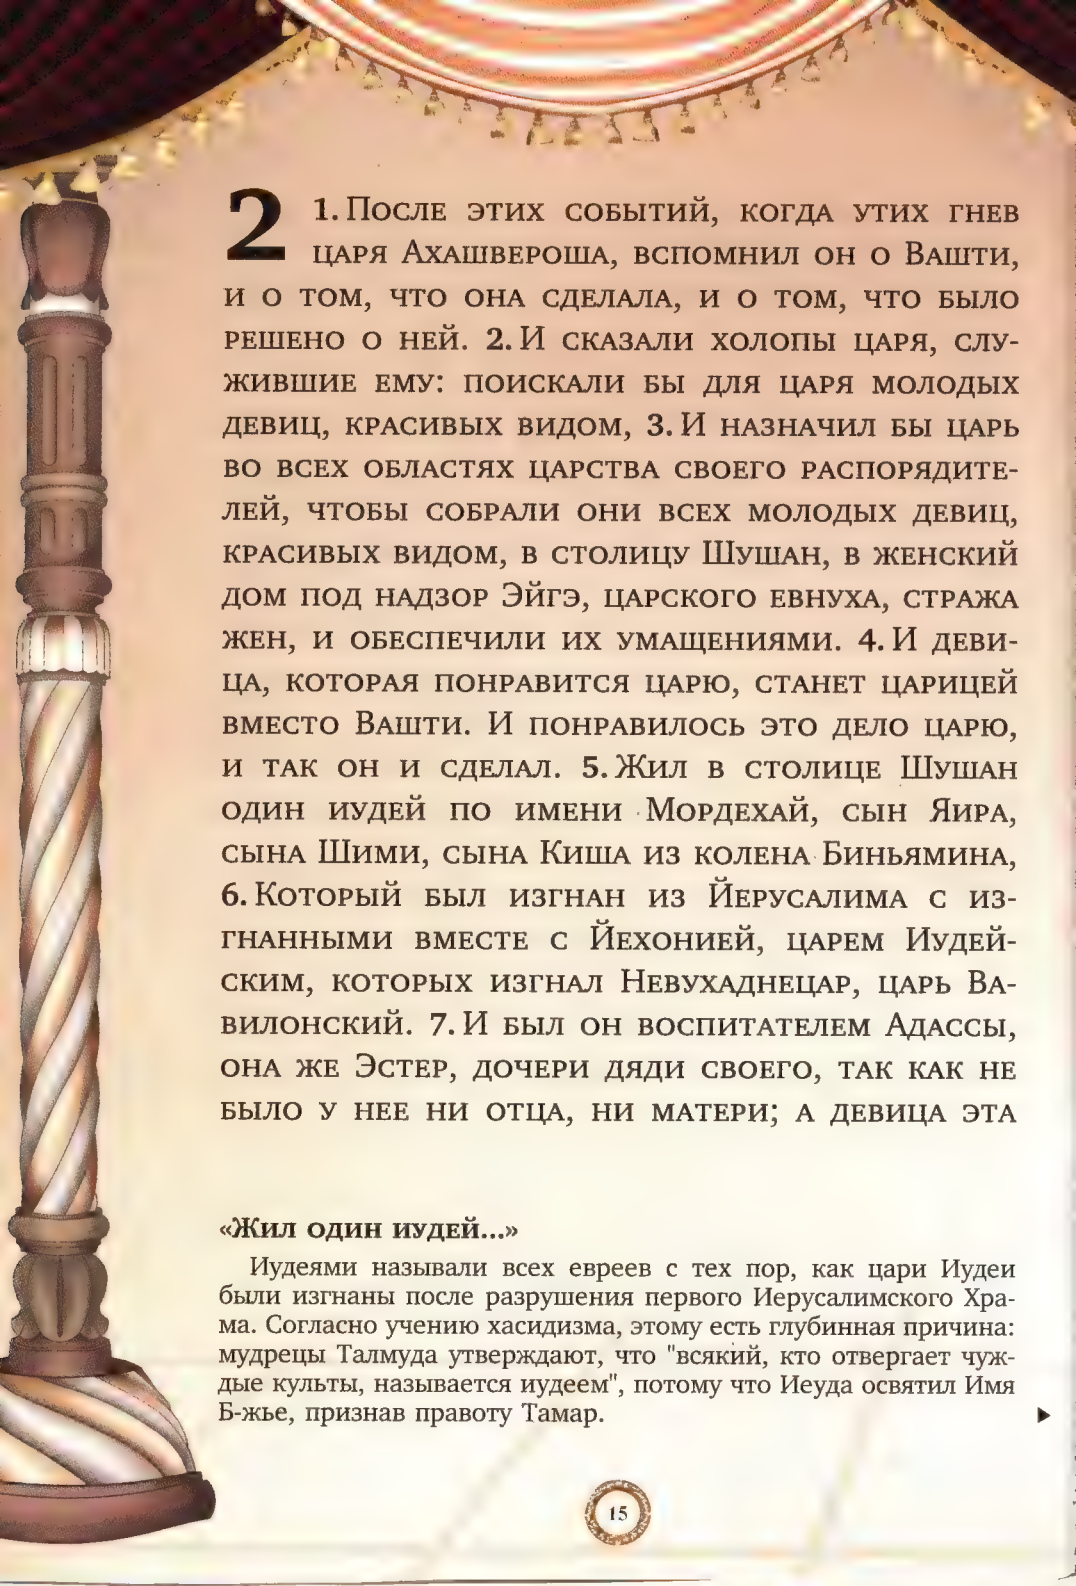 2 1. После этих событий, когда утих гнев
царя Ахашвероша, вспомнил он о Вашти,
и о том, что она сделала, и о том, что было
решено о ней. 2. И сказали холопы царя, слу-
жившие ему: поискали бы для царя молодых
девиц, красивых видом, 3. И назначил бы царь
во всех областях царства своего распорядите-
лей, чтобы собрали они всех молодых девиц,
красивых видом, в столицу Шушан, в женский
дом под надзор Эйгэ, царского евнуха, стража
жен, и обеспечили их умащениями. 4. И деви-
ца, которая понравится царю, станет царицей
вместо Вашти. И понравилось это дело царю,
и так он и сделал. 5. Жил в столице Шушан
один иудей по имени Мордехай, сын Яира,
сына Шими, сына Киша из колена Биньямина,
6. Который был изгнан из Йерусалима с из-
гнанными вместе с Йехонией, царем Иудей-
ским, которых изгнал Невухаднецар, царь Ва-
вилонский. 7. И был он воспитателем Адассы,
она же Эстер, дочери дяди своего, так как не
было у нее ни отца, ни матери; а девица эта
«Жил один иудей...»
Иудеями называли всех евреев с тех пор, как цари Иудеи
были изгнаны после разрушения первого Иерусалимского Хра-
ма. Согласно учению хасидизма, этому есть глубинная причина:
мудрецы Талмуда утверждают, что "всякий, кто отвергает чуж-
дые культы, называется иудеем", потому что Иеуда освятил Имя
Б-жье, признав правоту Тамар.
15